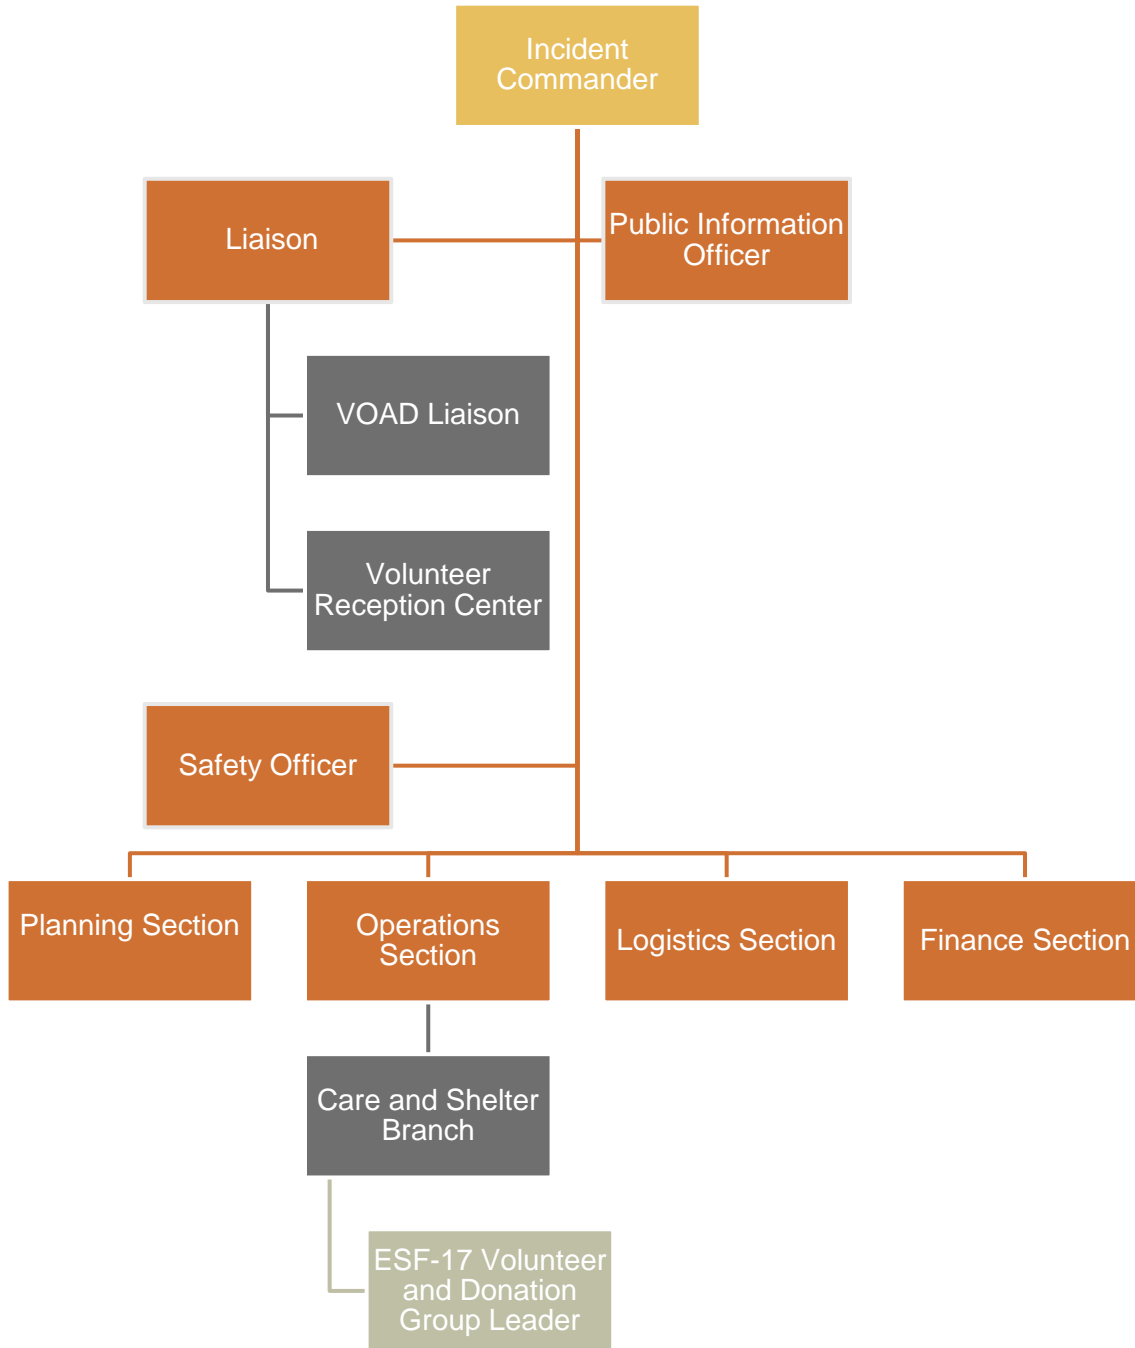 Incident
Commander
Liaison
Public Information
Officer
VOAD Liaison
Volunteer
Reception Center
Safety Officer
Planning Section
Operations
Section
Logistics Section
Finance Section
Care and Shelter
Branch
ESF-17 Volunteer
and Donation
Group Leader